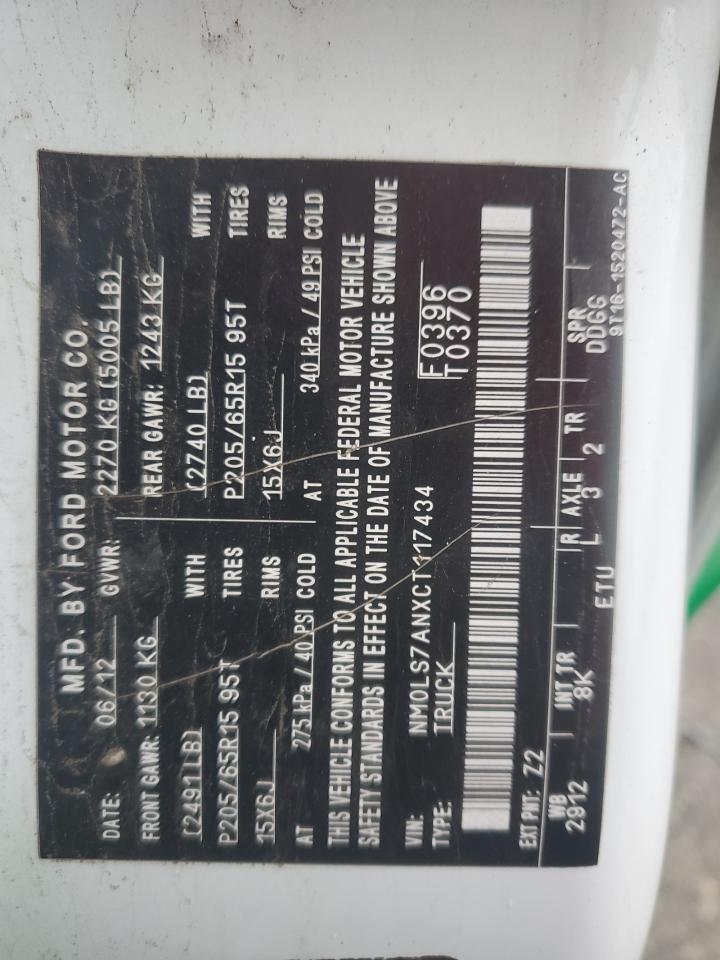 MFD. BY FORD MOTOR CO.
DATE: 06/12 GVWR: 2270 KG (5005 LB)
FRONT GAWR: 1130 KG REAR GAWR: 1243 KG
(2491 LB) WITH (2740 LB) WITH
P205/65R15 95T TIRES P205/65R15 95T TIRES
15X6J RIMS 15X6J RIMS
AT 275 kPa / 40 PSI COLD AT 340 kPa / 49 PSI COLD
THIS VEHICLE CONFORMS TO ALL APPLICABLE FEDERAL MOTOR VEHICLE
SAFETY STANDARDS IN EFFECT ON THE DATE OF MANUFACTURE SHOWN ABOVE
VIN: NM0LS7ANXCT117434 F0396
TYPE: TRUCK T0370
EXT PNT: Z2
WB INT TR R AXLE TR SPR
2912 8K L 3 2 DDGG
ETU 9T16-1520472-AC